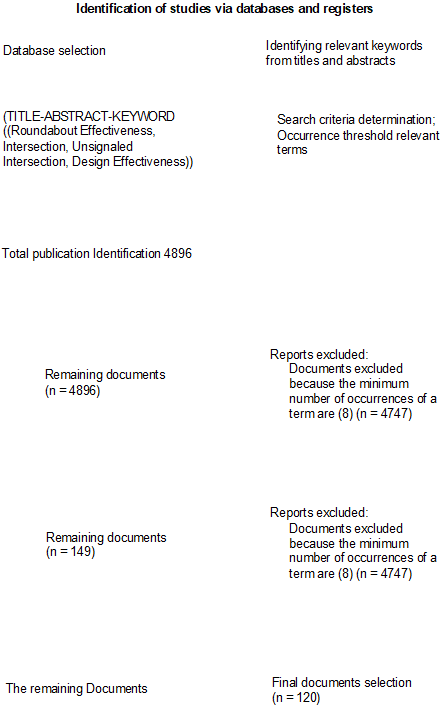 Identification of studies via databases and registers
Database selection
Identifying relevant keywords
from titles and abstracts
(TITLE-ABSTRACT-KEYWORD
((Roundabout Effectiveness,
Intersection, Unsignaled
Intersection, Design Effectiveness))
Search criteria determination;
Occurrence threshold relevant
terms
Total publication Identification 4896
Remaining documents
(n = 4896)
Reports excluded:
Documents excluded
because the minimum
number of occurrences of a
term are (8) (n = 4747)
Remaining documents
(n = 149)
Reports excluded:
Documents excluded
because the minimum
number of occurrences of a
term are (8) (n = 4747)
The remaining Documents
Final documents selection
(n = 120)